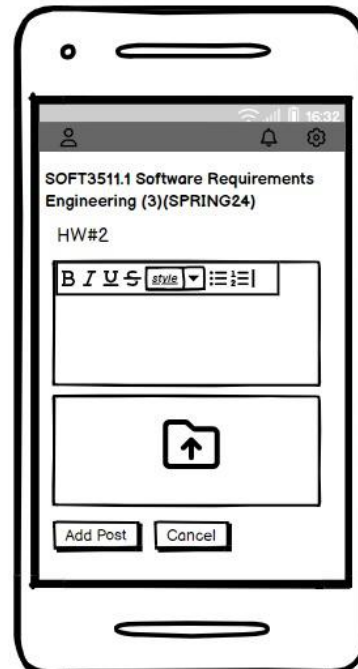 16:32
SOFT3511.1 Software Requirements
Engineering (3)(SPRING24)
HW#2
B I U S style
Add Post Cancel